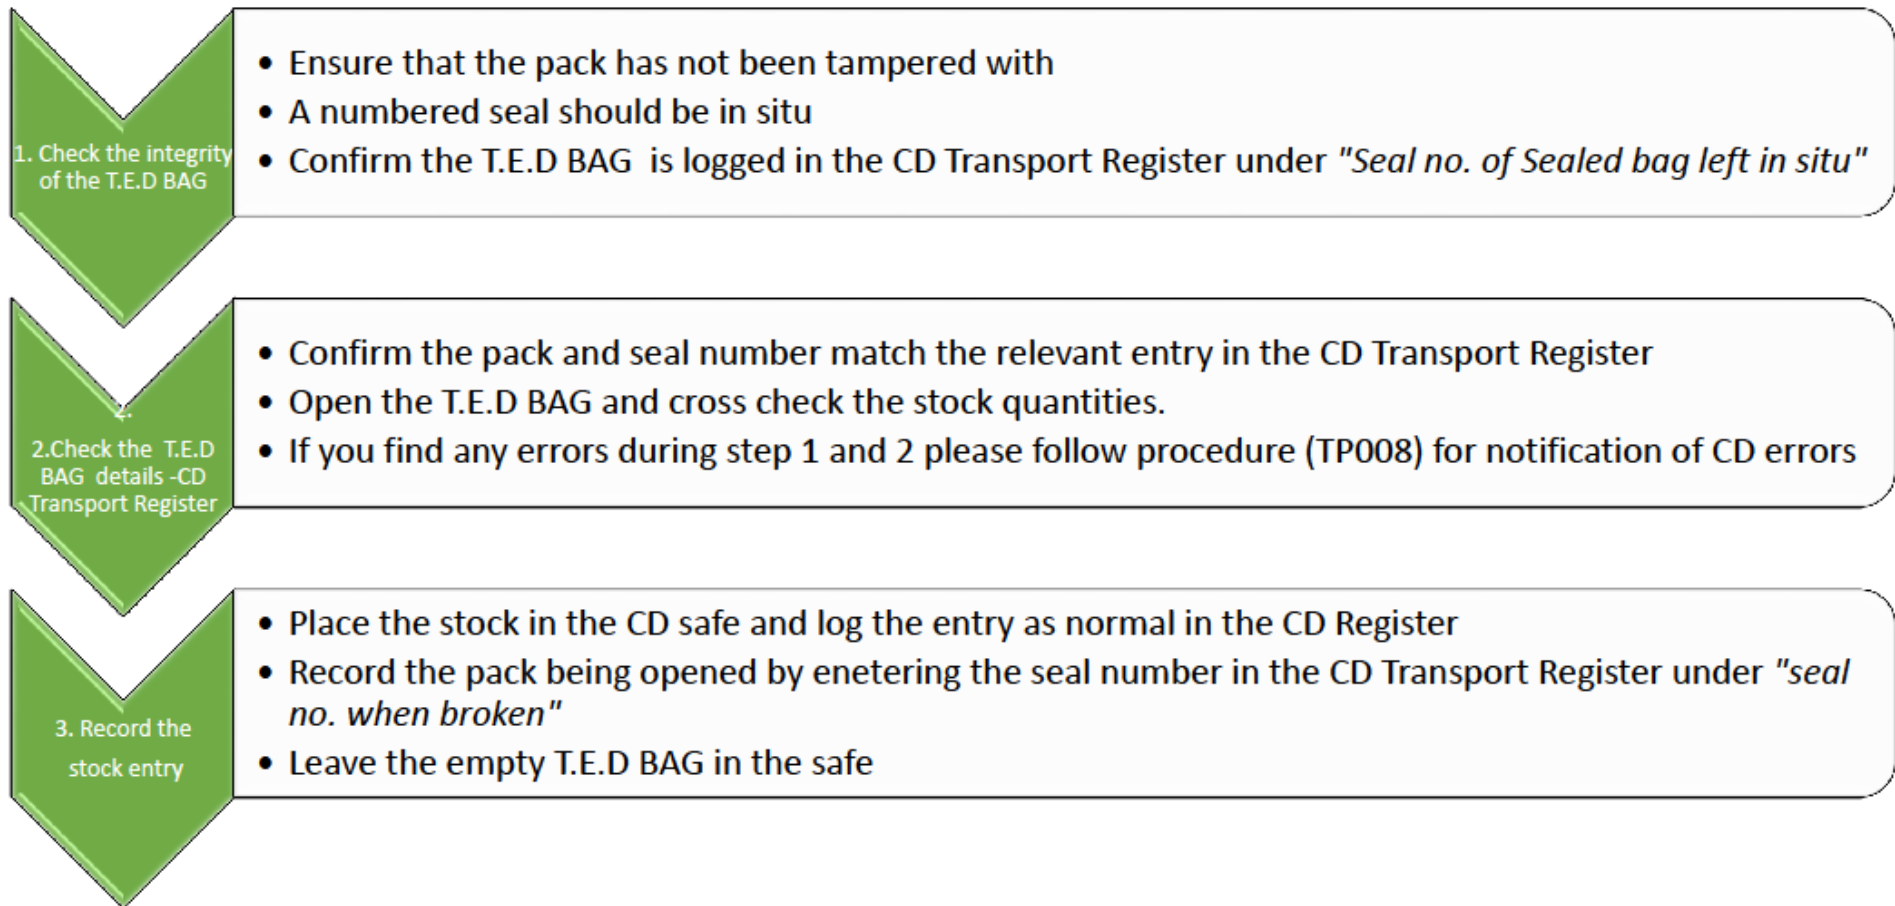 1. Check the integrity
of the T.E.D BAG
• Ensure that the pack has not been tampered with
• A numbered seal should be in situ
• Confirm the T.E.D BAG  is logged in the CD Transport Register under "Seal no. of Sealed bag left in situ"
2.
2.Check the  T.E.D
BAG  details -CD
Transport Register
• Confirm the pack and seal number match the relevant entry in the CD Transport Register
• Open the T.E.D BAG and cross check the stock quantities.
• If you find any errors during step 1 and 2 please follow procedure (TP008) for notification of CD errors
3. Record the
stock entry
• Place the stock in the CD safe and log the entry as normal in the CD Register
• Record the pack being opened by enetering the seal number in the CD Transport Register under "seal
no. when broken"
• Leave the empty T.E.D BAG in the safe